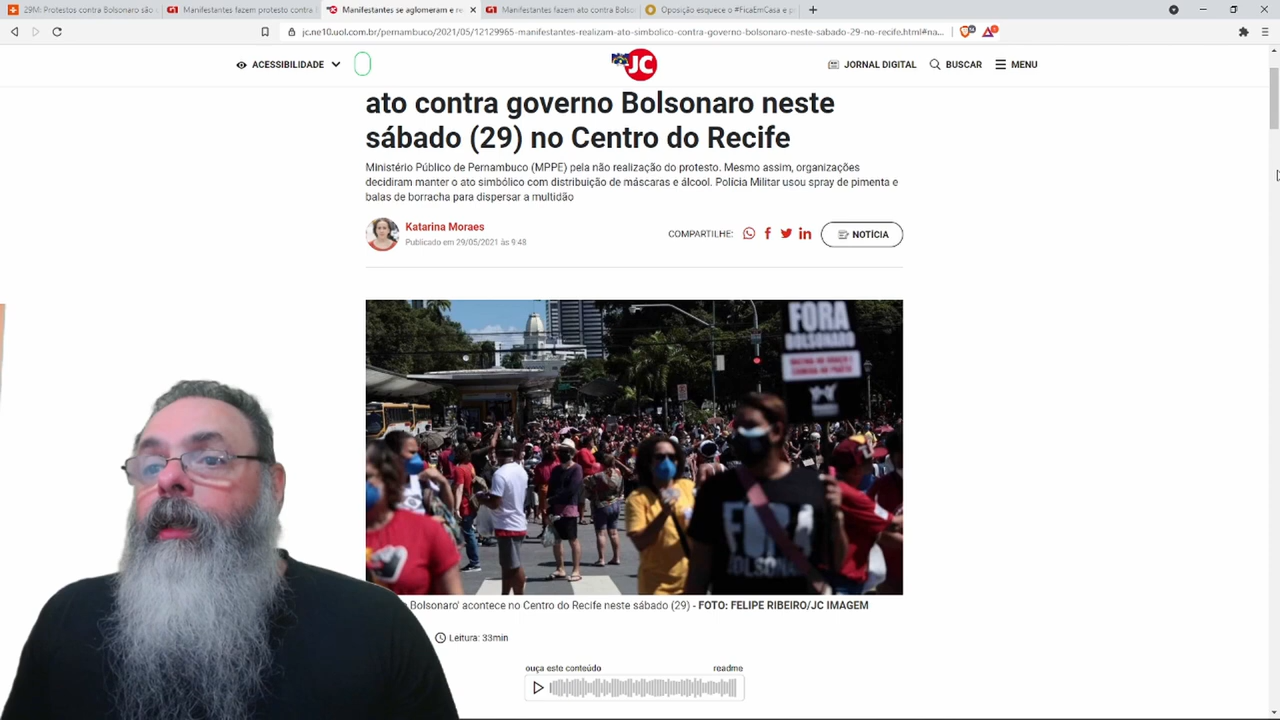 29M: Protestos contra Bolsonaro são
Manifestantes fazem protesto contra
Manifestantes se aglomeram e re
Manifestantes fazem ato contra Bolso
Oposição esquece o #FicaEmCasa e p
jc.ne10.uol.com.br/pernambuco/2021/05/12129965-manifestantes-realizam-ato-simbolico-contra-governo-bolsonaro-neste-sabado-29-no-recife.html#na...
ACESSIBILIDADE
JC
JORNAL DIGITAL
BUSCAR
MENU
ato contra governo Bolsonaro neste
sábado (29) no Centro do Recife
Ministério Público de Pernambuco (MPPE) pela não realização do protesto. Mesmo assim, organizações
decidiram manter o ato simbólico com distribuição de máscaras e álcool. Polícia Militar usou spray de pimenta e
balas de borracha para dispersar a multidão
Katarina Moraes
Publicado em 29/05/2021 às 9:48
COMPARTILHE:
NOTÍCIA
FORA
BOLSONARO
FORA
BOLSONARO
Bolsonaro' acontece no Centro do Recife neste sábado (29) - FOTO: FELIPE RIBEIRO/JC IMAGEM
Leitura: 33min
ouça este conteúdo
readme